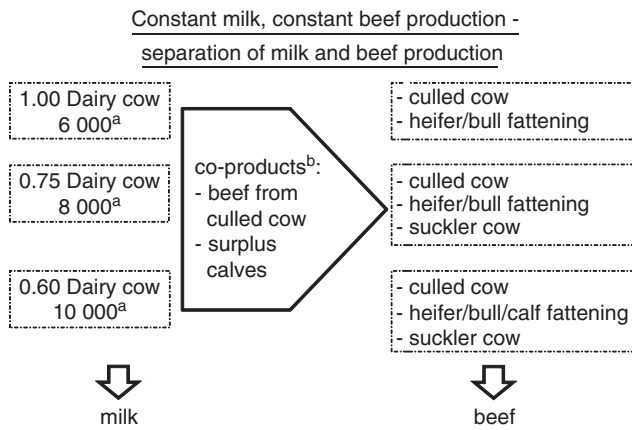 Constant milk, constant beef production -
separation of milk and beef production
1.00 Dairy cow
6 000ᵃ
0.75 Dairy cow
8 000ᵃ
0.60 Dairy cow
10 000ᵃ
co-productsᵇ:
- beef from
culled cow
- surplus
calves
- culled cow
- heifer/bull fattening
- culled cow
- heifer/bull fattening
- suckler cow
- culled cow
- heifer/bull/calf fattening
- suckler cow
milk
beef